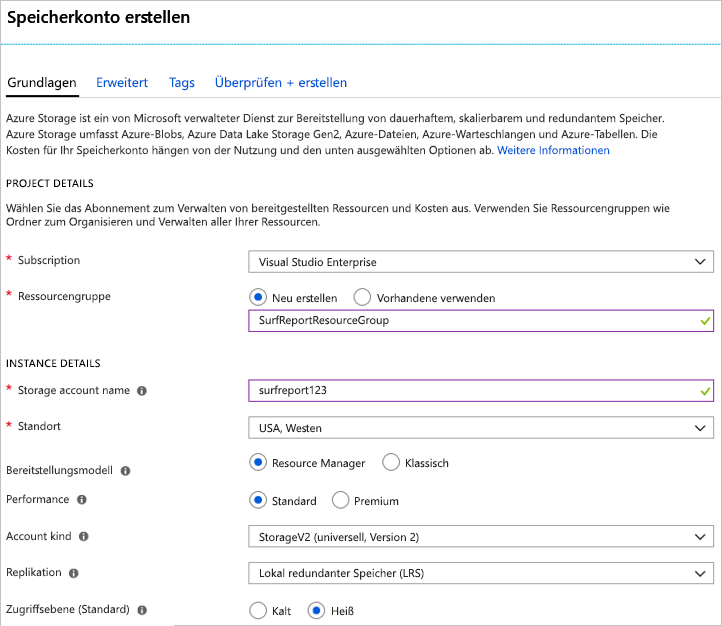 Speicherkonto erstellen
Grundlagen Erweitert Tags Überprüfen + erstellen
Azure Storage ist ein von Microsoft verwalteter Dienst zur Bereitstellung von dauerhaftem, skalierbarem und redundantem Speicher.
Azure Storage umfasst Azure-Blobs, Azure Data Lake Storage Gen2, Azure-Dateien, Azure-Warteschlangen und Azure-Tabellen. Die
Kosten für Ihr Speicherkonto hängen von der Nutzung und den unten ausgewählten Optionen ab. Weitere Informationen
PROJECT DETAILS
Wählen Sie das Abonnement zum Verwalten von bereitgestellten Ressourcen und Kosten aus. Verwenden Sie Ressourcengruppen wie
Ordner zum Organisieren und Verwalten aller Ihrer Ressourcen.
* Subscription Visual Studio Enterprise
* Ressourcengruppe Neu erstellen Vorhandene verwenden
SurfReportResourceGroup
INSTANCE DETAILS
* Storage account name surfreport123
* Standort USA, Westen
Bereitstellungsmodell Resource Manager Klassisch
Performance Standard Premium
Account kind StorageV2 (universell, Version 2)
Replikation Lokal redundanter Speicher (LRS)
Zugriffsebene (Standard) Kalt Heiß